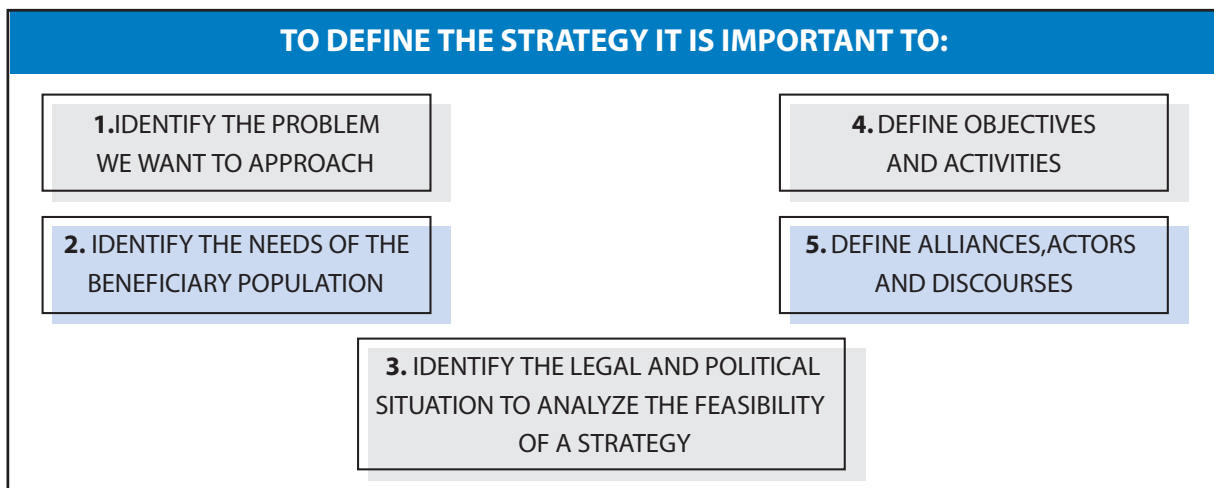 TO DEFINE THE STRATEGY IT IS IMPORTANT TO:
1.IDENTIFY THE PROBLEM
WE WANT TO APPROACH
2. IDENTIFY THE NEEDS OF THE
BENEFICIARY POPULATION
3. IDENTIFY THE LEGAL AND POLITICAL
SITUATION TO ANALYZE THE FEASIBILITY
OF A STRATEGY
4. DEFINE OBJECTIVES
AND ACTIVITIES
5. DEFINE ALLIANCES,ACTORS
AND DISCOURSES